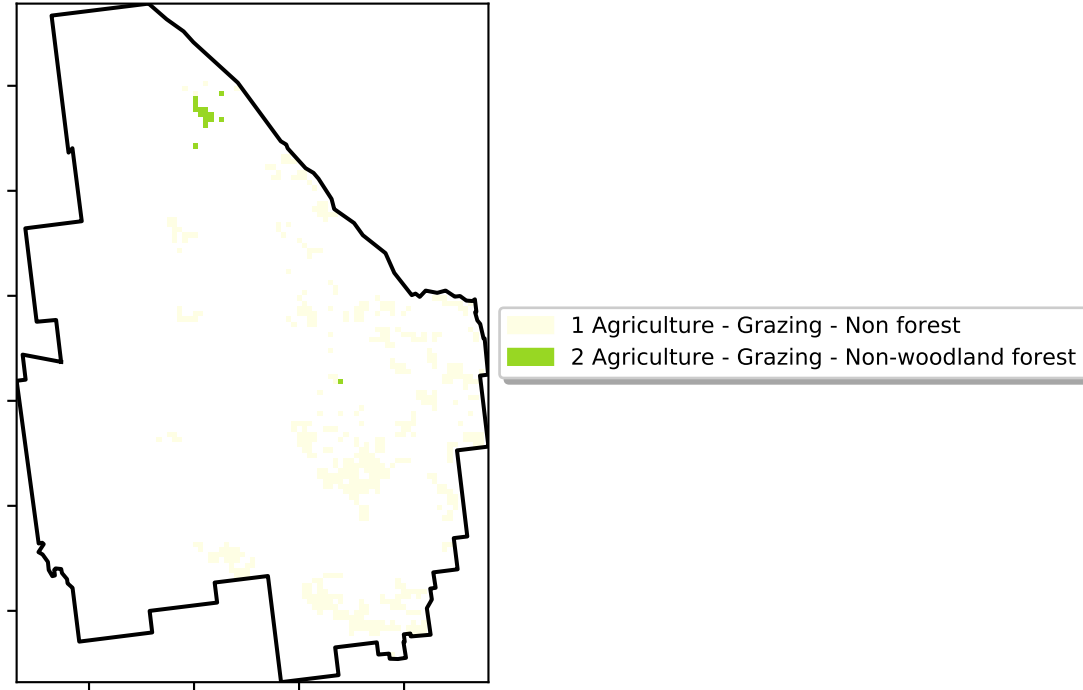 1 Agriculture - Grazing - Non forest
2 Agriculture - Grazing - Non-woodland forest